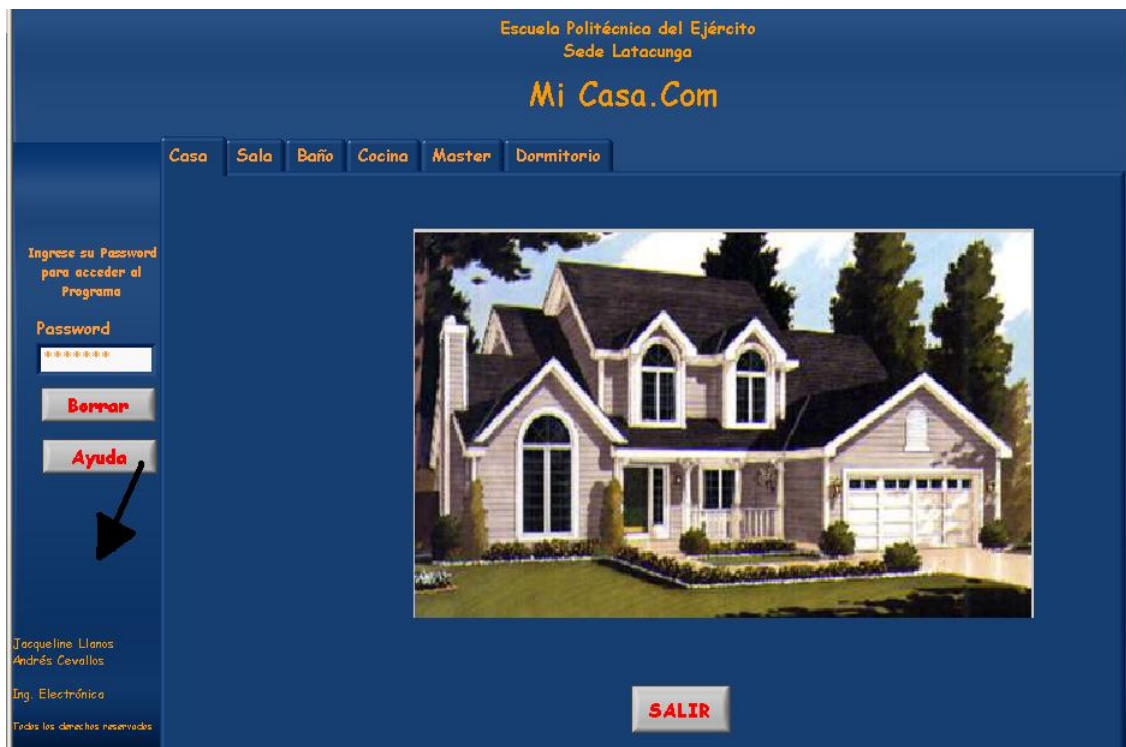 Escuela Politécnica del Ejército
Sede Latacunga
Mi Casa.Com
Casa
Sala
Baño
Cocina
Master
Dormitorio
Ingrese su Password
para acceder al
Programa
Password
*******
Borrar
Ayuda
Jacqueline Llanos
Andrés Cevallos
Ing. Electrónica
Todos los derechos reservados
SALIR